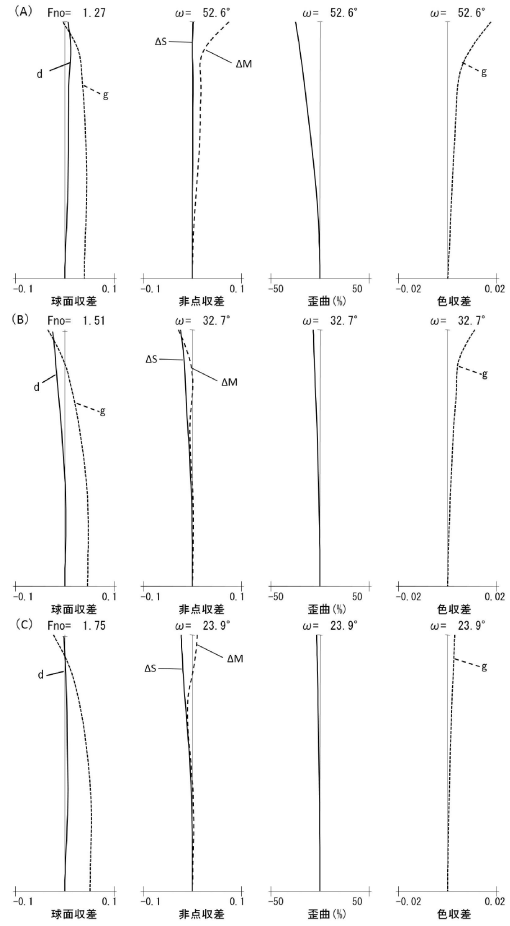 (A) Fno= 1.27 ω= 52.6° ω= 52.6° ω= 52.6°
ΔS
ΔM
d
g
g
-0.1 0.1 -0.1 0.1 -50 50 -0.02 0.02
球面収差 非点収差 歪曲(%) 色収差
(B) Fno= 1.51 ω= 32.7° ω= 32.7° ω= 32.7°
ΔS
ΔM
d
g
g
-0.1 0.1 -0.1 0.1 -50 50 -0.02 0.02
球面収差 非点収差 歪曲(%) 色収差
(C) Fno= 1.75 ω= 23.9° ω= 23.9° ω= 23.9°
ΔM
ΔS
d
g
-0.1 0.1 -0.1 0.1 -50 50 -0.02 0.02
球面収差 非点収差 歪曲(%) 色収差